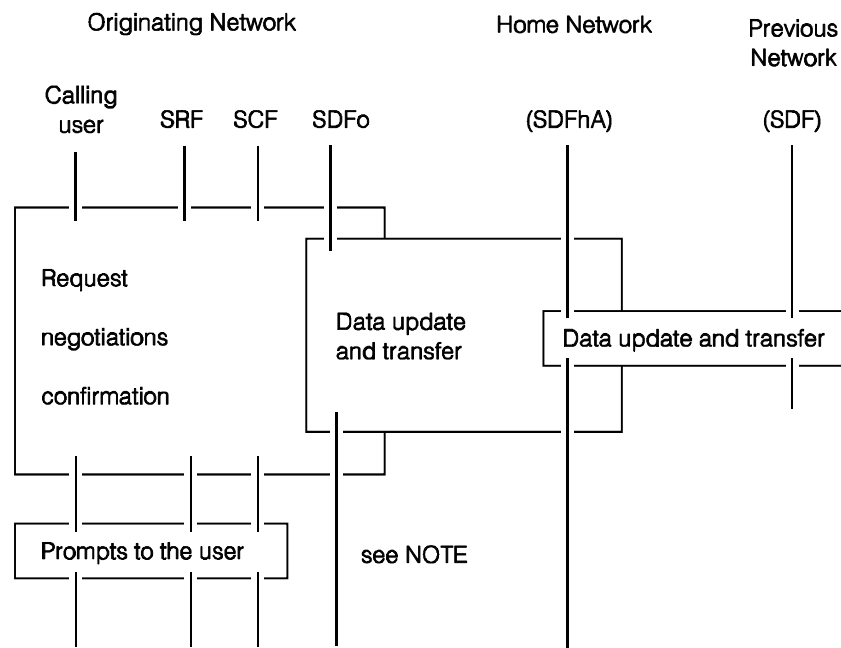 Originating Network
Home Network
Previous
Network
Calling
user
SRF
SCF
SDFo
(SDFhA)
(SDF)
Request
negotiations
confirmation
Data update
and transfer
Data update and transfer
Prompts to the user
see NOTE